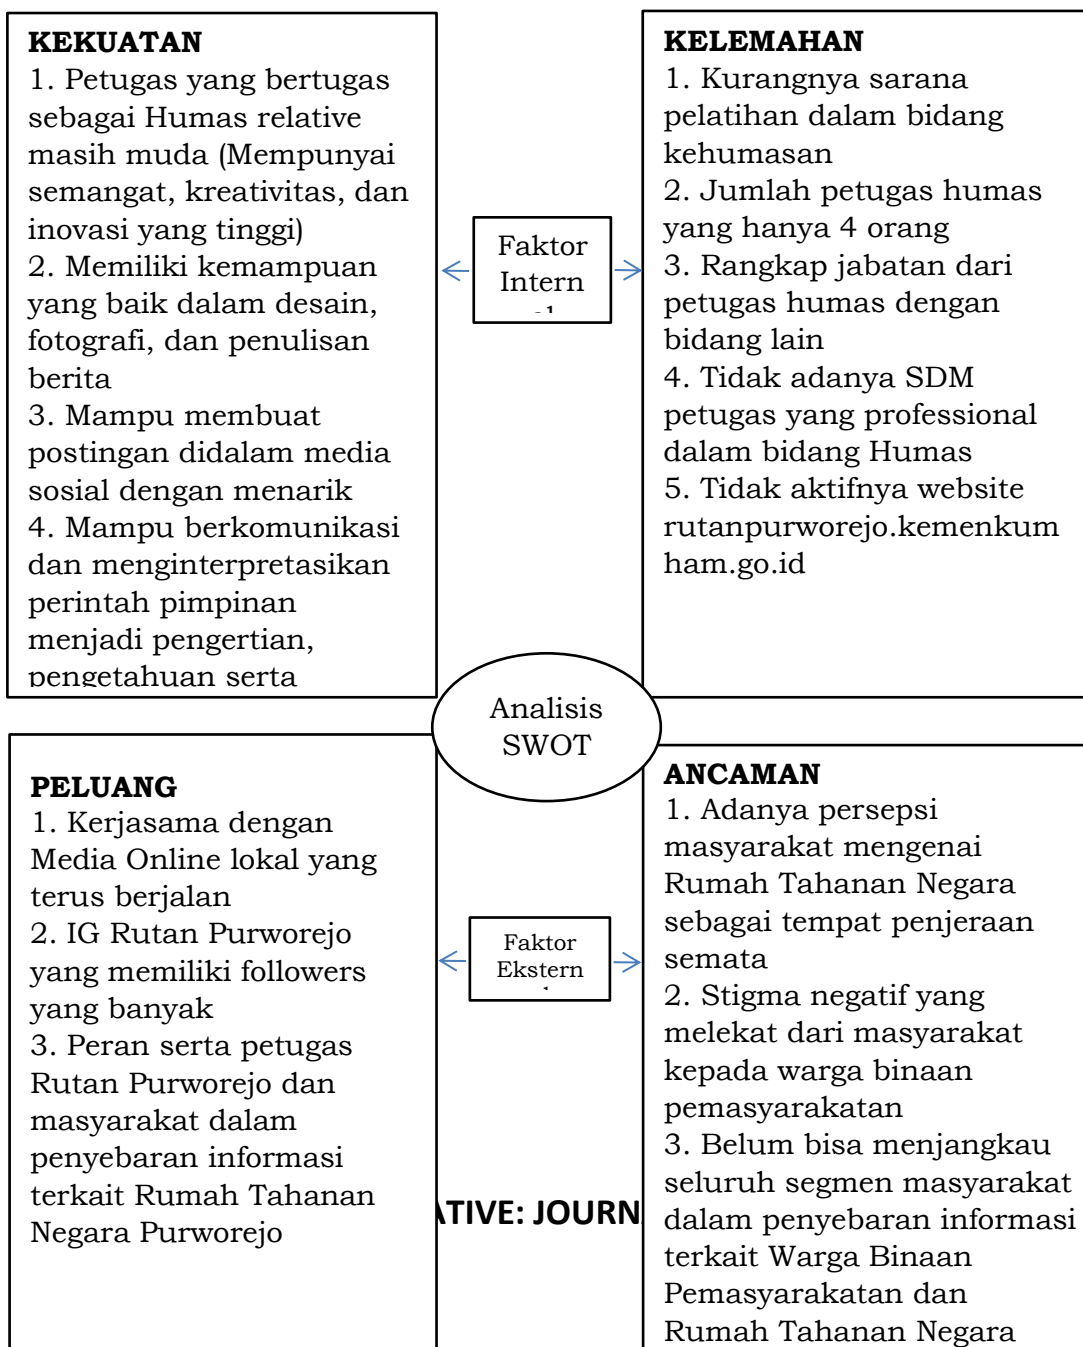 KEKUATAN
1. Petugas yang bertugas
sebagai Humas relative
masih muda (Mempunyai
semangat, kreativitas, dan
inovasi yang tinggi)
2. Memiliki kemampuan
yang baik dalam desain,
fotografi, dan penulisan
berita
3. Mampu membuat
postingan didalam media
sosial dengan menarik
4. Mampu berkomunikasi
dan menginterpretasikan
perintah pimpinan
menjadi pengertian,
pengetahuan serta
Faktor
Intern
KELEMAHAN
1. Kurangnya sarana
pelatihan dalam bidang
kehumasan
2. Jumlah petugas humas
yang hanya 4 orang
3. Rangkap jabatan dari
petugas humas dengan
bidang lain
4. Tidak adanya SDM
petugas yang professional
dalam bidang Humas
5. Tidak aktifnya website
rutanpurworejo.kemenkum
ham.go.id
Analisis
SWOT
PELUANG
1. Kerjasama dengan
Media Online lokal yang
terus berjalan
2. IG Rutan Purworejo
yang memiliki followers
yang banyak
3. Peran serta petugas
Rutan Purworejo dan
masyarakat dalam
penyebaran informasi
terkait Rumah Tahanan
Negara Purworejo
Faktor
Ekstern
ANCAMAN
1. Adanya persepsi
masyarakat mengenai
Rumah Tahanan Negara
sebagai tempat penjeraan
semata
2. Stigma negatif yang
melekat dari masyarakat
kepada warga binaan
pemasyarakatan
3. Belum bisa menjangkau
seluruh segmen masyarakat
dalam penyebaran informasi
terkait Warga Binaan
Pemasyarakatan dan
Rumah Tahanan Negara
ATIVE: JOURN